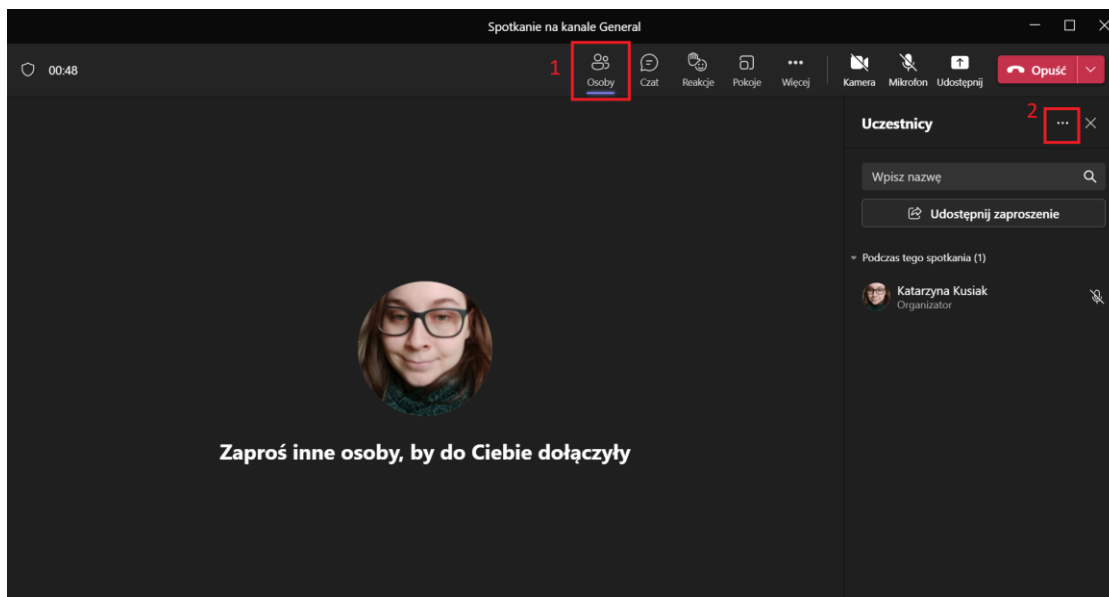 Spotkanie na kanale General
00:48
1
Osoby
Czat
Reakcje
Pokoje
Więcej
Kamera
Mikrofon
Udostępnij
Opuść
Uczestnicy
2
Wpisz nazwę
Udostępnij zaproszenie
Podczas tego spotkania (1)
Katarzyna Kusiak
Organizator
Zaproś inne osoby, by do Ciebie dołączyły